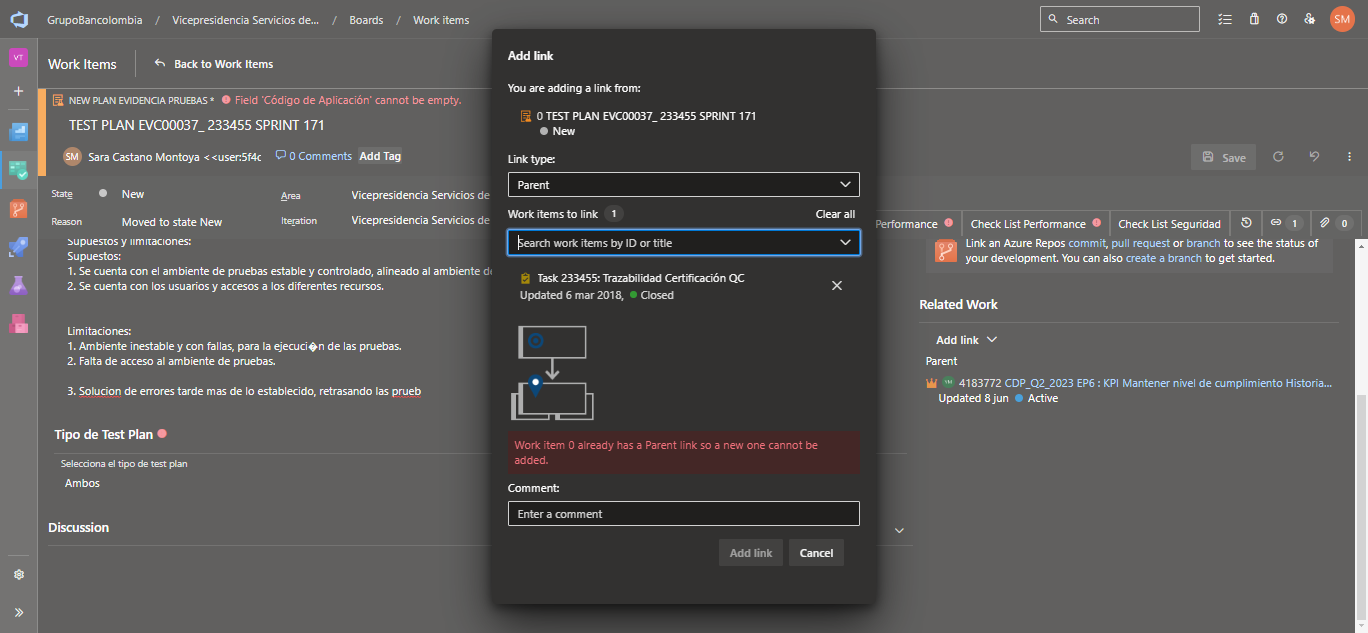 GrupoBancolombia / Vicepresidencia Servicios de... / Boards / Work items
Search
SM
VT
Work Items
Back to Work Items
NEW PLAN EVIDENCIA PRUEBAS * Field 'Código de Aplicación' cannot be empty.
TEST PLAN EVC00037_ 233455 SPRINT 171
SM Sara Castano Montoya <<user:5f4c
0 Comments
Add Tag
Save
State New
Area Vicepresidencia Servicios de
Reason Moved to state New
Iteration Vicepresidencia Servicios de
Performance
Check List Performance
Check List Seguridad
1
0
Supuestos y limitaciones:
Supuestos:
1. Se cuenta con el ambiente de pruebas estable y controlado, alineado al ambiente de
2. Se cuenta con los usuarios y accesos a los diferentes recursos.
Limitaciones:
1. Ambiente inestable y con fallas, para la ejecuci�n de las pruebas.
2. Falta de acceso al ambiente de pruebas.
3. Solucion de errores tarde mas de lo establecido, retrasando las prueb
Tipo de Test Plan
Selecciona el tipo de test plan
Ambos
Discussion
Add link
You are adding a link from:
0 TEST PLAN EVC00037_ 233455 SPRINT 171
New
Link type:
Parent
Work items to link 1
Clear all
Search work items by ID or title
Task 233455: Trazabilidad Certificación QC
Updated 6 mar 2018, Closed
Work item 0 already has a Parent link so a new one cannot be
added.
Comment:
Enter a comment
Add link
Cancel
Link an Azure Repos commit, pull request or branch to see the status of
your development. You can also create a branch to get started.
Related Work
Add link
Parent
4183772 CDP_Q2_2023 EP6 : KPI Mantener nivel de cumplimiento Historia...
Updated 8 jun Active